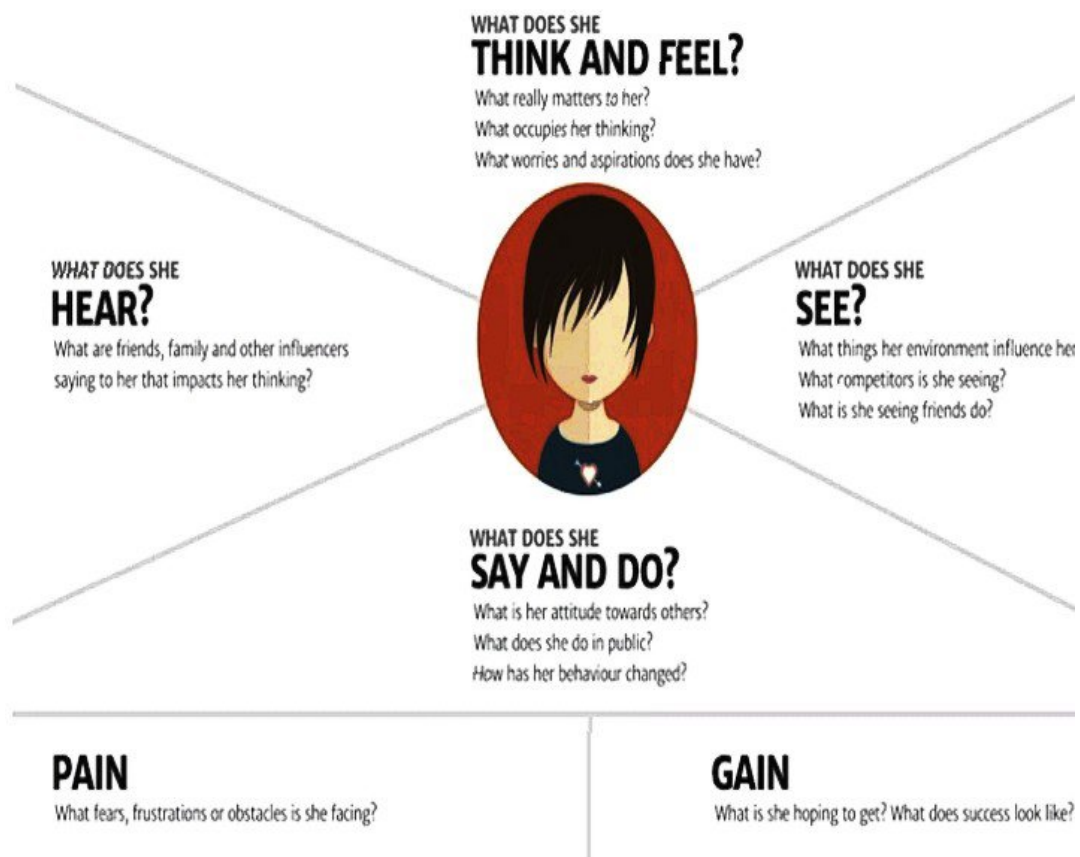 WHAT DOES SHE
THINK AND FEEL?
What really matters to her?
What occupies her thinking?
What worries and aspirations does she have?
WHAT DOES SHE
HEAR?
What are friends, family and other influencers
saying to her that impacts her thinking?
WHAT DOES SHE
SEE?
What things her environment influence her
What competitors is she seeing?
What is she seeing friends do?
WHAT DOES SHE
SAY AND DO?
What is her attitude towards others?
What does she do in public?
How has her behaviour changed?
PAIN
What fears, frustrations or obstacles is she facing?
GAIN
What is she hoping to get? What does success look like?